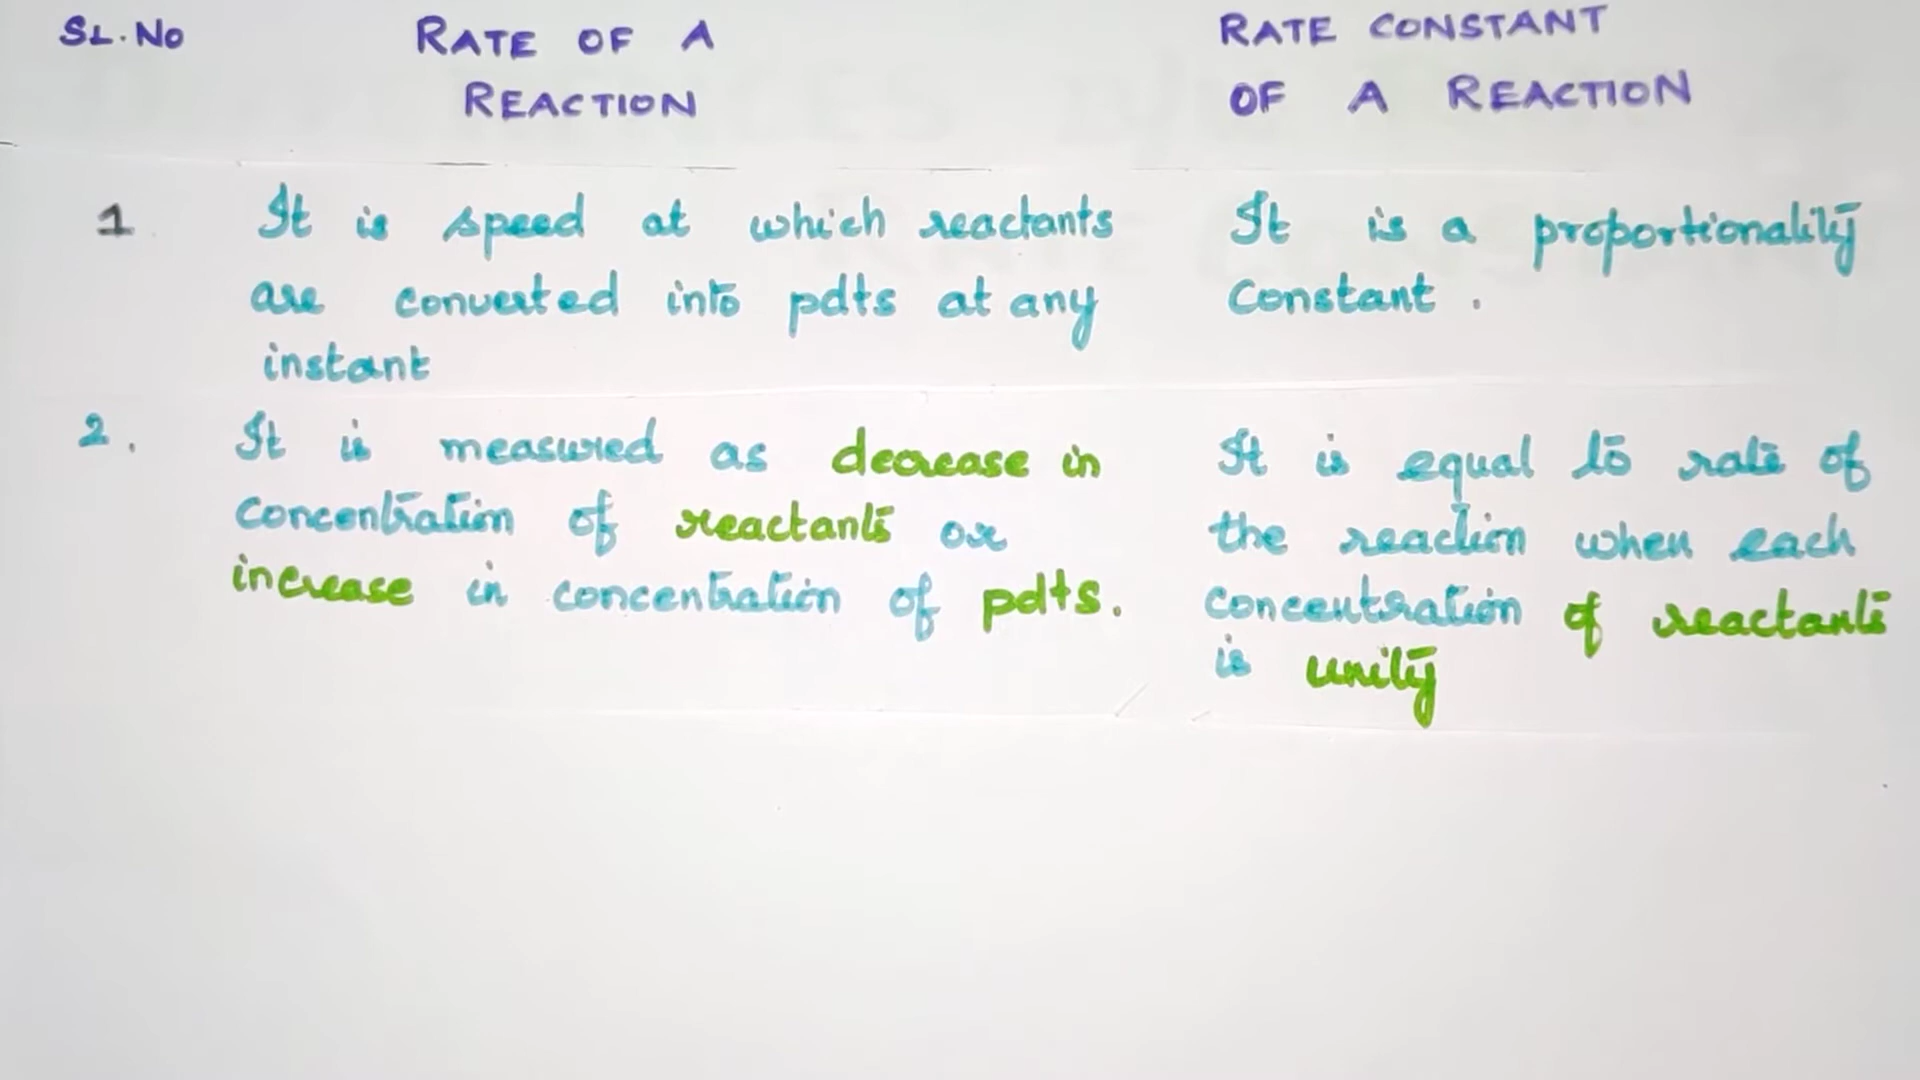 SL.No
RATE OF A
REACTION
RATE CONSTANT
OF A REACTION
1
It is speed at which reactants
are converted into pdts at any
instant
It is a proportionality
Constant .
2.
It is measured as decrease in
concentration of reactants or
increase in concentration of pdts.
It is equal to rate of
the reaction when each
concentration of reactants
is unity